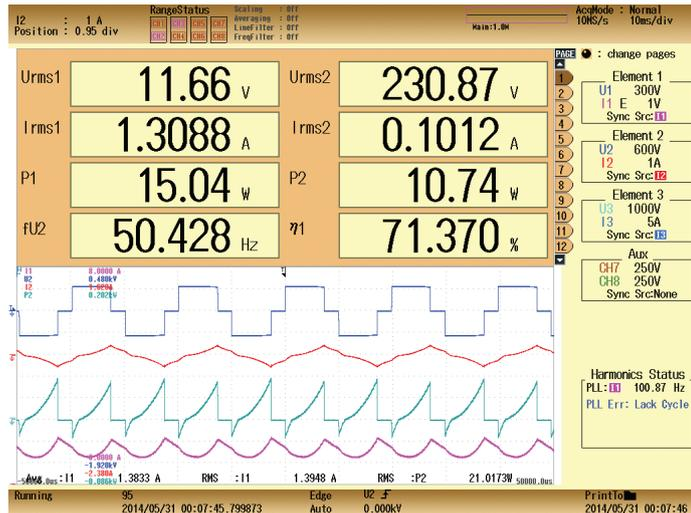 I2 : 1 A
Position : 0.95 div
RangeStatus
CH1 CH3 CH5 CH7
CH2 CH4 CH6 CH8
Scaling : Off
Averaging : Off
LineFilter : Off
FreqFilter : Off
Main:1.0M
AcqMode : Normal
10MS/s 10ms/div
Urms1 11.66 V
Urms2 230.87 V
Irms1 1.3088 A
Irms2 0.1012 A
P1 15.04 W
P2 10.74 W
fU2 50.428 Hz
η1 71.370 %
PAGE : change pages
1
2
3
4
5
6
7
8
9
10
11
12
Element 1
U1 300V
I1 E 1V
Sync Src:I1
Element 2
U2 600V
I2 1A
Sync Src:I2
Element 3
U3 1000V
I3 5A
Sync Src:I3
Aux
CH7 250V
CH8 250V
Sync Src:None
Harmonics Status
PLL:I1 100.87 Hz
PLL Err: Lack Cycle
I1 8.0000 A
U2 0.480kV
I2
P2 0.202kV
-1.920kV
-2.380A
-0.086kV
:I1 1.3833 A RMS :I1 1.3948 A RMS :P2 21.0173W
Running 95 Edge U2 PrintTo
2014/05/31 00:07:45.799873 Auto 0.000kV 2014/05/31 00:07:46